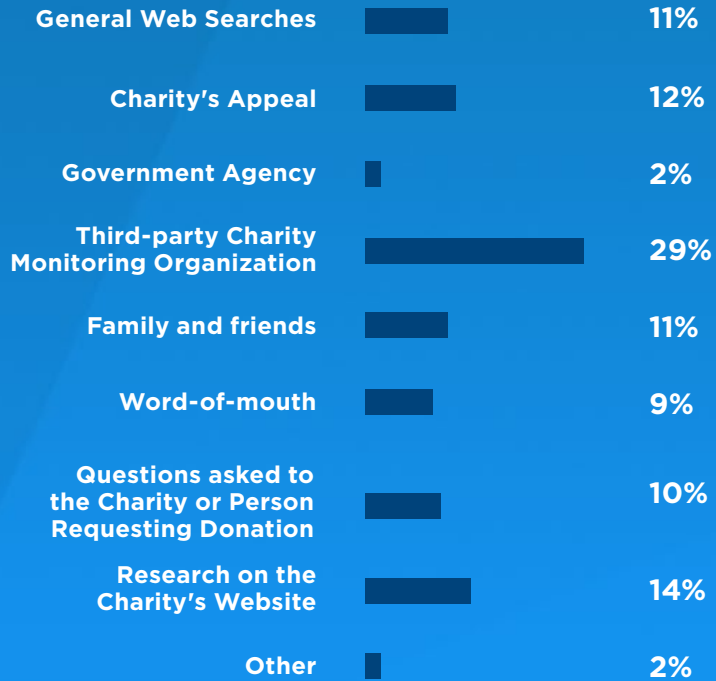 General Web Searches 11%
Charity's Appeal 12%
Government Agency 2%
Third-party Charity
Monitoring Organization 29%
Family and friends 11%
Word-of-mouth 9%
Questions asked to
the Charity or Person 10%
Requesting Donation
Research on the
Charity's Website 14%
Other 2%